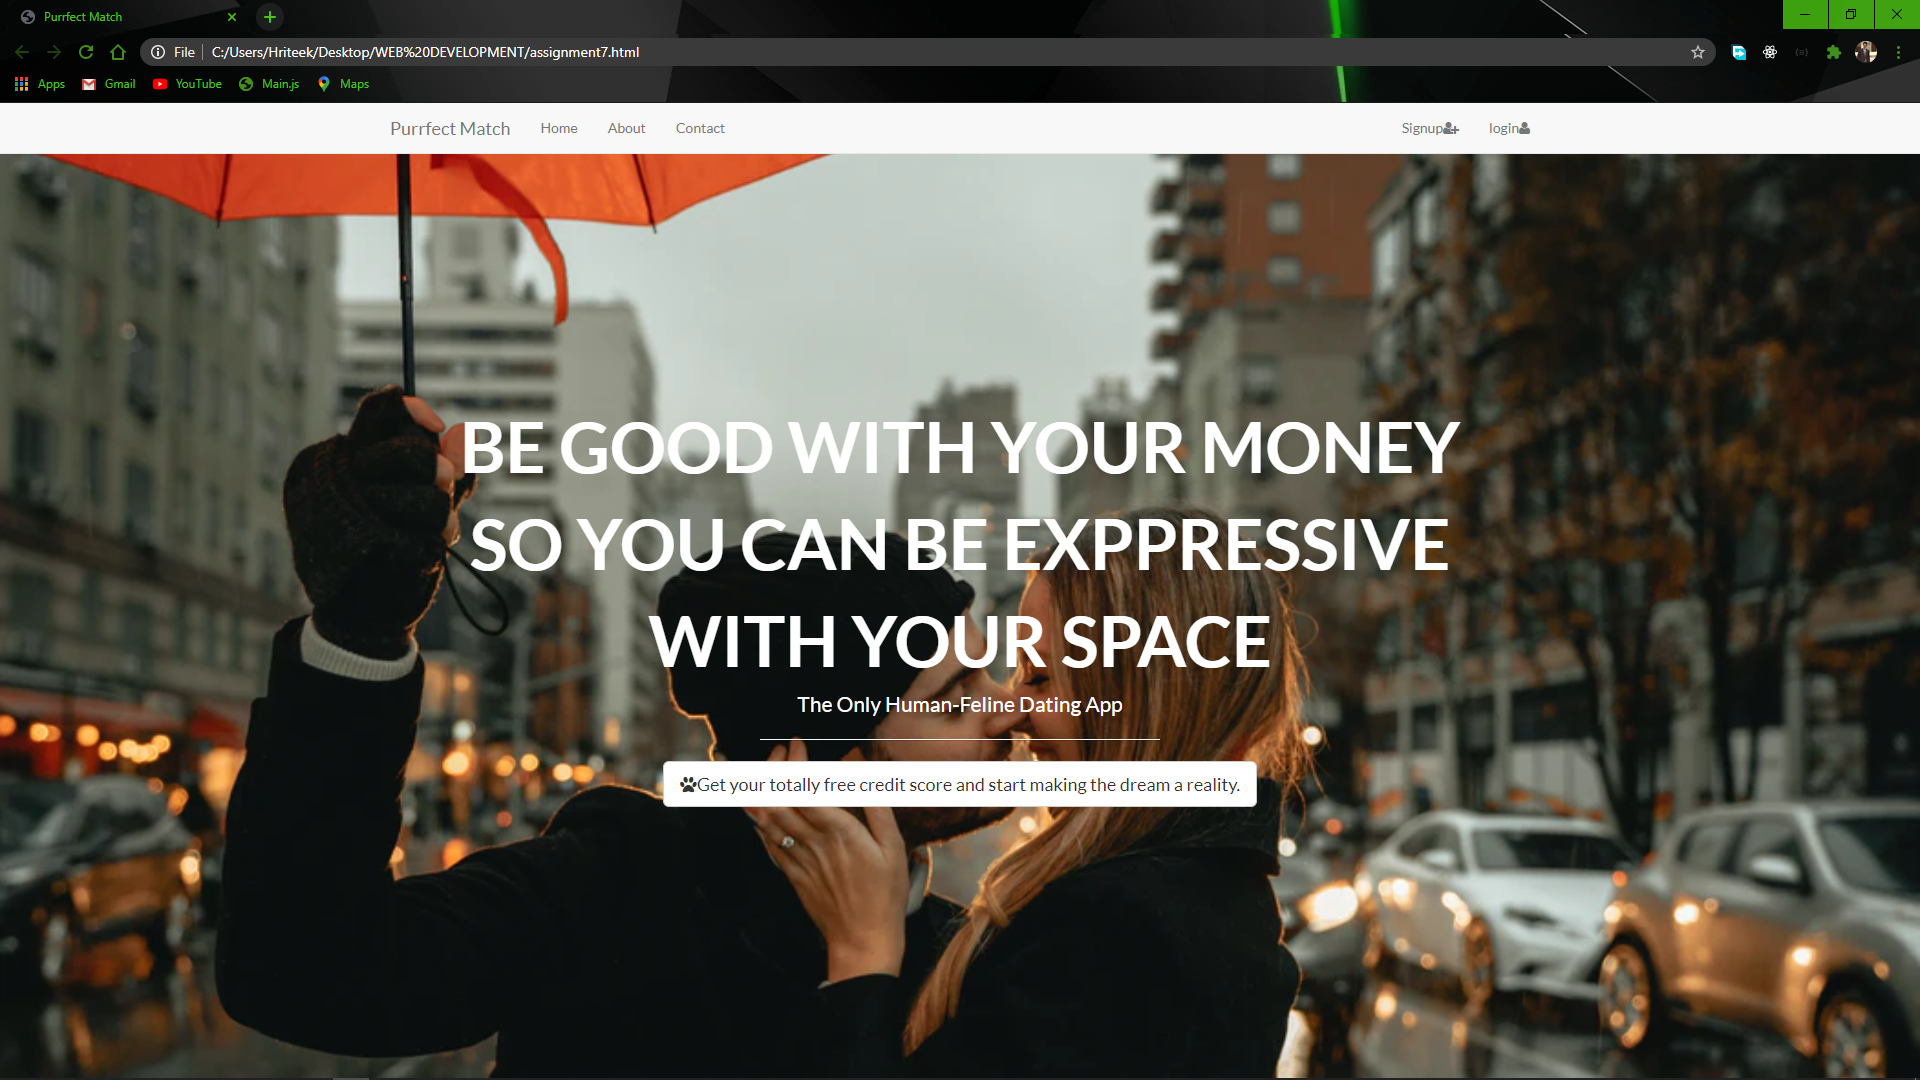 Purrfect Match
File C:/Users/Hriteek/Desktop/WEB%20DEVELOPMENT/assignment7.html
Apps Gmail YouTube Main.js Maps
Purrfect Match Home About Contact Signup login
BE GOOD WITH YOUR MONEY
SO YOU CAN BE EXPPRESSIVE
WITH YOUR SPACE
The Only Human-Feline Dating App
Get your totally free credit score and start making the dream a reality.